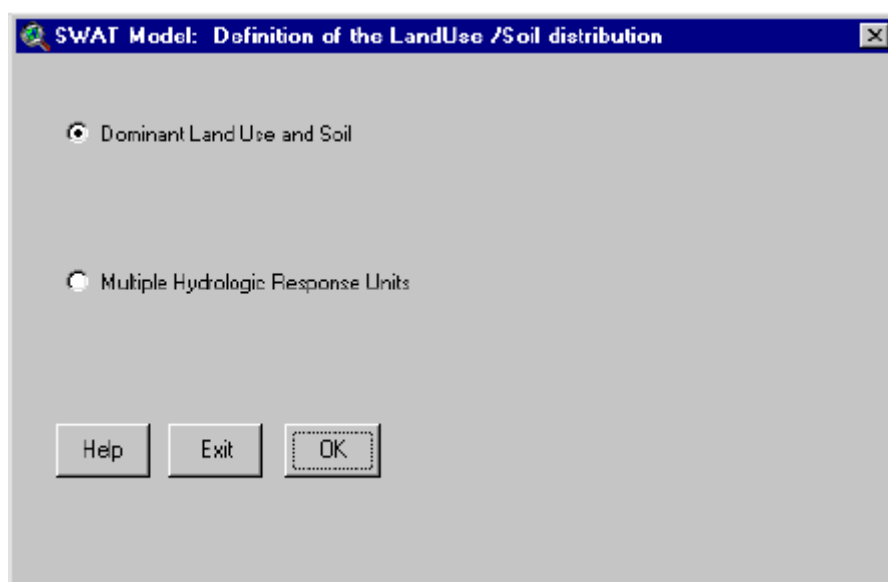 SWAT Model: Definition of the LandUse /Soil distribution
Dominant Land Use and Soil
Multiple Hydrologic Response Units
Help Exit OK